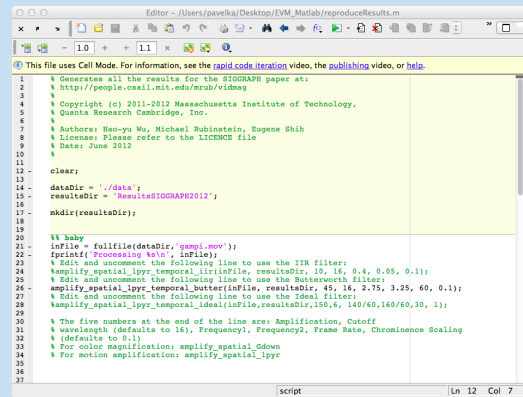 Editor - /Users/pavelka/Desktop/EVM_Matlab/reproduceResults.m
- 1.0 + ÷ 1.1 ×
This file uses Cell Mode. For information, see the rapid code iteration video, the publishing video, or help.
1 % Generates all the results for the SIGGRAPH paper at:
2 % http://people.csail.mit.edu/mrub/vidmag
3 %
4 % Copyright (c) 2011-2012 Massachusetts Institute of Technology,
5 % Quanta Research Cambridge, Inc.
6 %
7 % Authors: Hao-yu Wu, Michael Rubinstein, Eugene Shih
8 % License: Please refer to the LICENCE file
9 % Date: June 2012
10 %
11
12 - clear;
13
14 - dataDir = './data';
15 - resultsDir = 'ResultsSIGGRAPH2012';
16
17 - mkdir(resultsDir);
18
19
20 %% baby
21 - inFile = fullfile(dataDir,'gampi.mov');
22 - fprintf('Processing %s\n', inFile);
23 % Edit and uncomment the following line to use the IIR filter:
24 %amplify_spatial_lpyr_temporal_iir(inFile, resultsDir, 10, 16, 0.4, 0.05, 0.1);
25 % Edit and uncomment the following line to use the Butterworth filter:
26 - amplify_spatial_lpyr_temporal_butter(inFile, resultsDir, 45, 16, 2.75, 3.25, 60, 0.1);
27 % Edit and uncomment the following line to use the Ideal filter:
28 %amplify_spatial_lpyr_temporal_ideal(inFile,resultsDir,150,6, 140/60,160/60,30, 1);
29
30 % The five numbers at the end of the line are: Amplification, Cutoff
31 % wavelength (defaults to 16), Frequency1, Frequency2, Frame Rate, Chrominence Scaling
32 % (defaults to 0.1)
33 % For color magnification: amplify_spatial_Gdown
34 % For motion amplification: amplify_spatial_lpyr
35
36
37
script Ln 12 Col 7